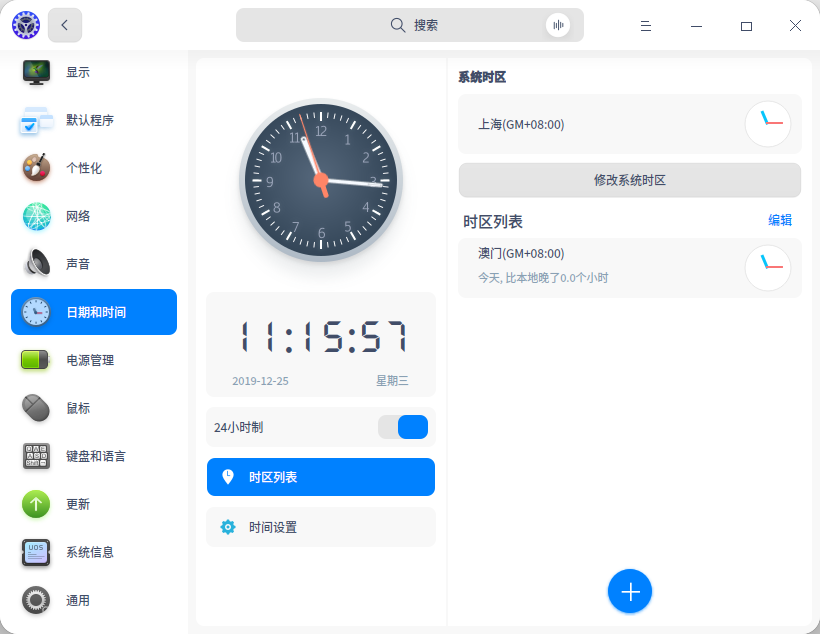 搜索
显示
默认程序
个性化
网络
声音
日期和时间
电源管理
鼠标
键盘和语言
更新
UOS
系统信息
通用
12
1
2
3
4
5
6
7
8
9
10
11
11:15:57
2019-12-25 星期三
24小时制
时区列表
时间设置
系统时区
上海(GM+08:00)
修改系统时区
时区列表 编辑
澳门(GM+08:00)
今天, 比本地晚了0.0个小时